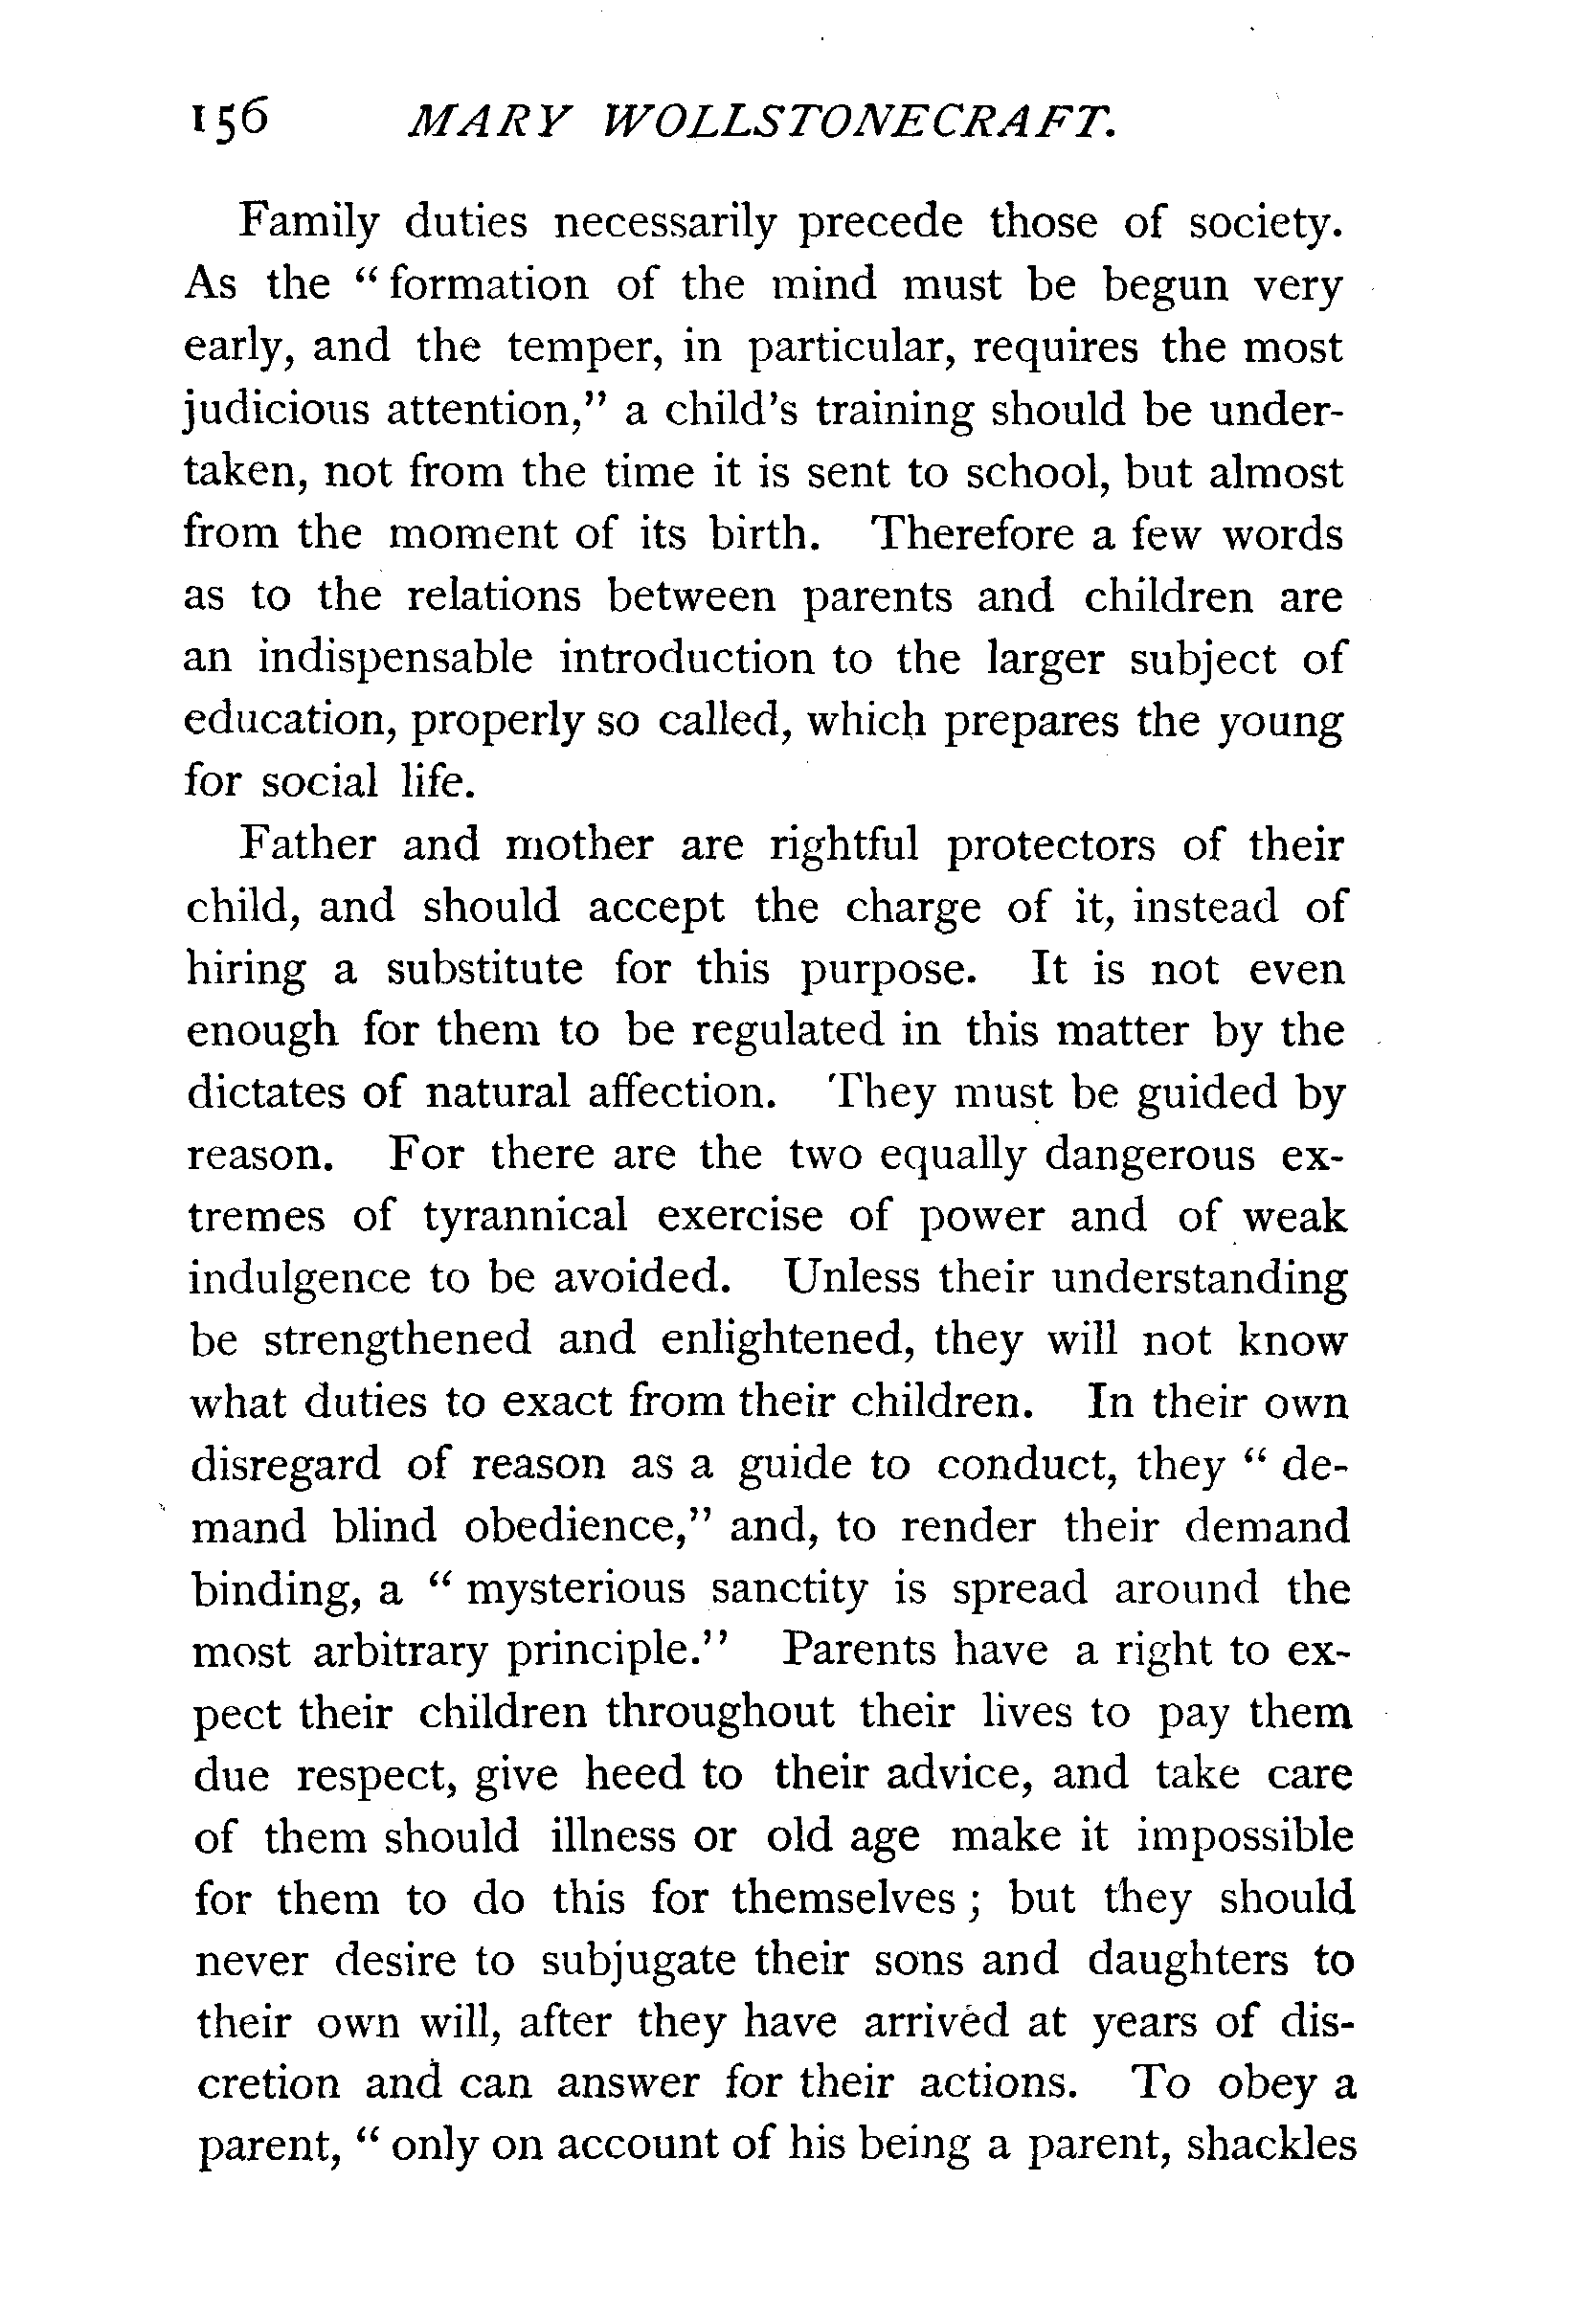 156 MARY WOLLSTONECRAFT.
Family duties necessarily precede those of society.
As the “formation of the mind must be begun very
early, and the temper, in particular, requires the most
judicious attention,” a child’s training should be under-
taken, not from the time it is sent to school, but almost
from the moment of its birth. Therefore a few words
as to the relations between parents and children are
an indispensable introduction to the larger subject of
education, properly so called, which prepares the young
for social life.
Father and mother are rightful protectors of their
child, and should accept the charge of it, instead of
hiring a substitute for this purpose. It is not even
enough for them to be regulated in this matter by the
dictates of natural affection. They must be guided by
reason. For there are the two equally dangerous ex-
tremes of tyrannical exercise of power and of weak
indulgence to be avoided. Unless their understanding
be strengthened and enlightened, they will not know
what duties to exact from their children. In their own
disregard of reason as a guide to conduct, they “de-
mand blind obedience,” and, to render their demand
binding, a “mysterious sanctity is spread around the
most arbitrary principle.” Parents have a right to ex-
pect their children throughout their lives to pay them
due respect, give heed to their advice, and take care
of them should illness or old age make it impossible
for them to do this for themselves; but they should
never desire to subjugate their sons and daughters to
their own will, after they have arrived at years of dis-
cretion and can answer for their actions. To obey a
parent, “only on account of his being a parent, shackles